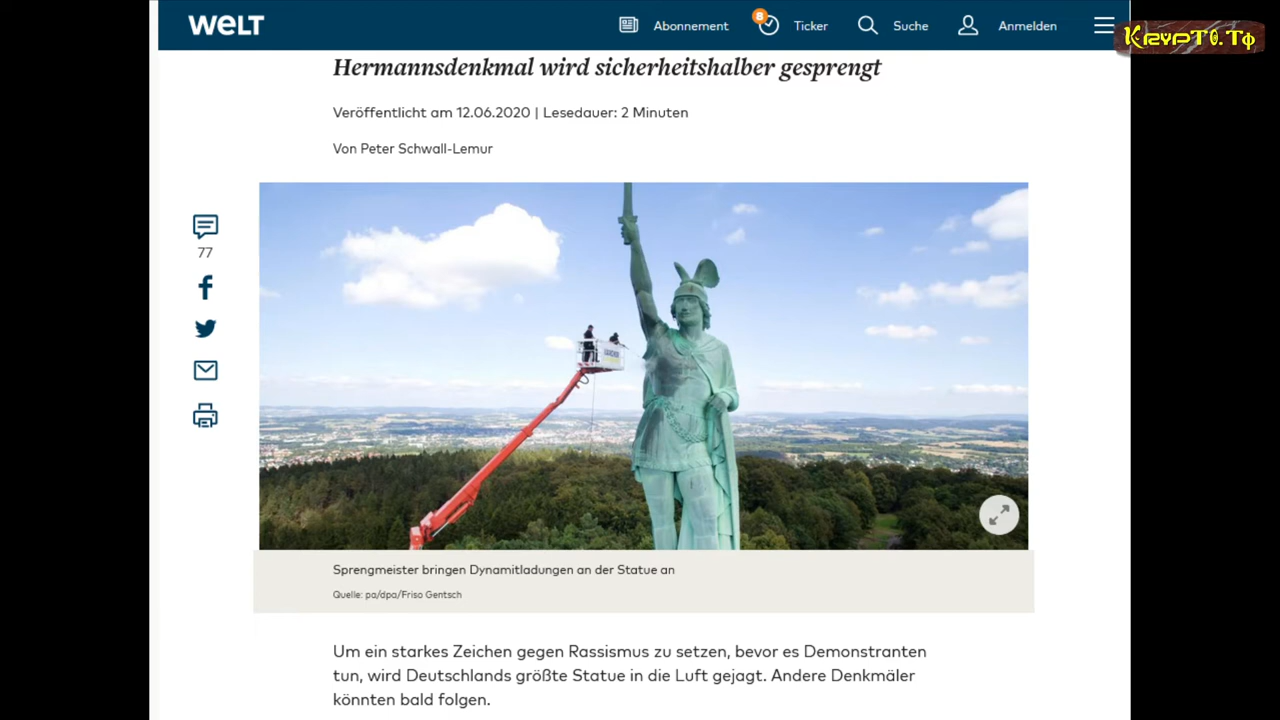 welt
Abonnement
8
Ticker
Suche
Anmelden
KRYPT0.Tφ
Hermannsdenkmal wird sicherheitshalber gesprengt
Veröffentlicht am 12.06.2020 | Lesedauer: 2 Minuten
Von Peter Schwall-Lemur
77
Sprengmeister bringen Dynamitladungen an der Statue an
Quelle: pa/dpa/Friso Gentsch
Um ein starkes Zeichen gegen Rassismus zu setzen, bevor es Demonstranten
tun, wird Deutschlands größte Statue in die Luft gejagt. Andere Denkmäler
könnten bald folgen.